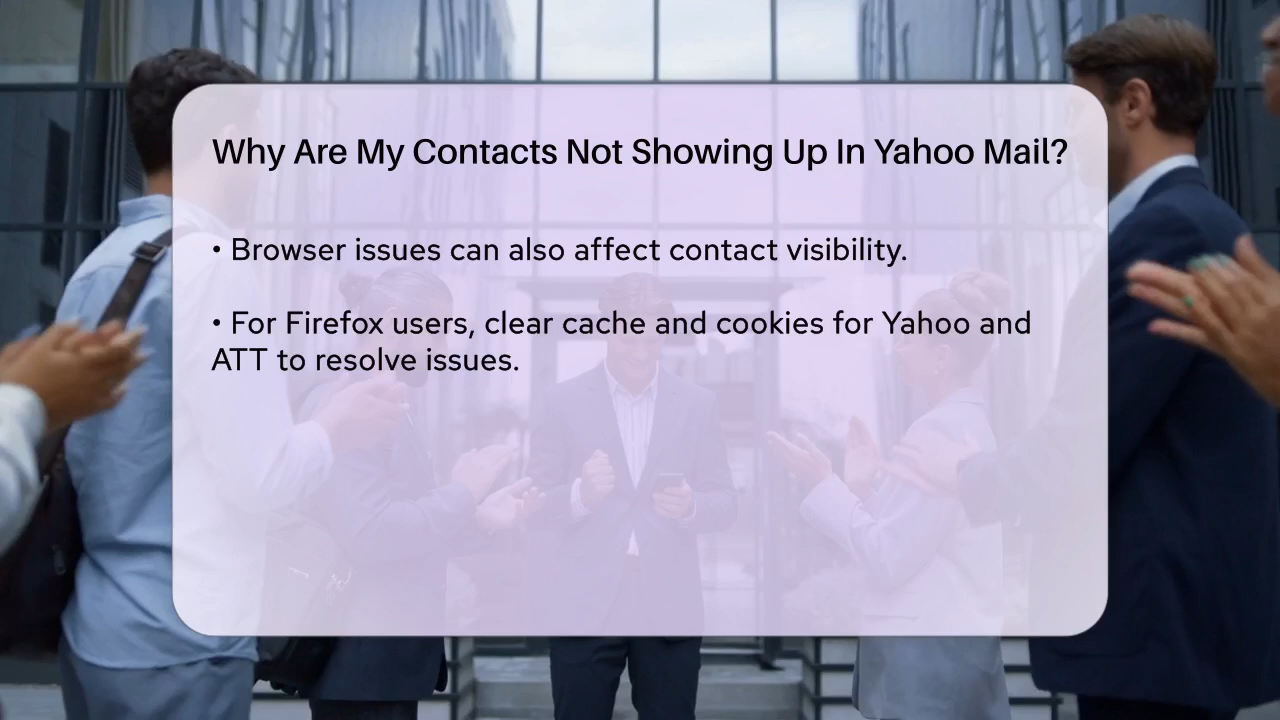 Why Are My Contacts Not Showing Up In Yahoo Mail?
• Browser issues can also affect contact visibility.
• For Firefox users, clear cache and cookies for Yahoo and
ATT to resolve issues.